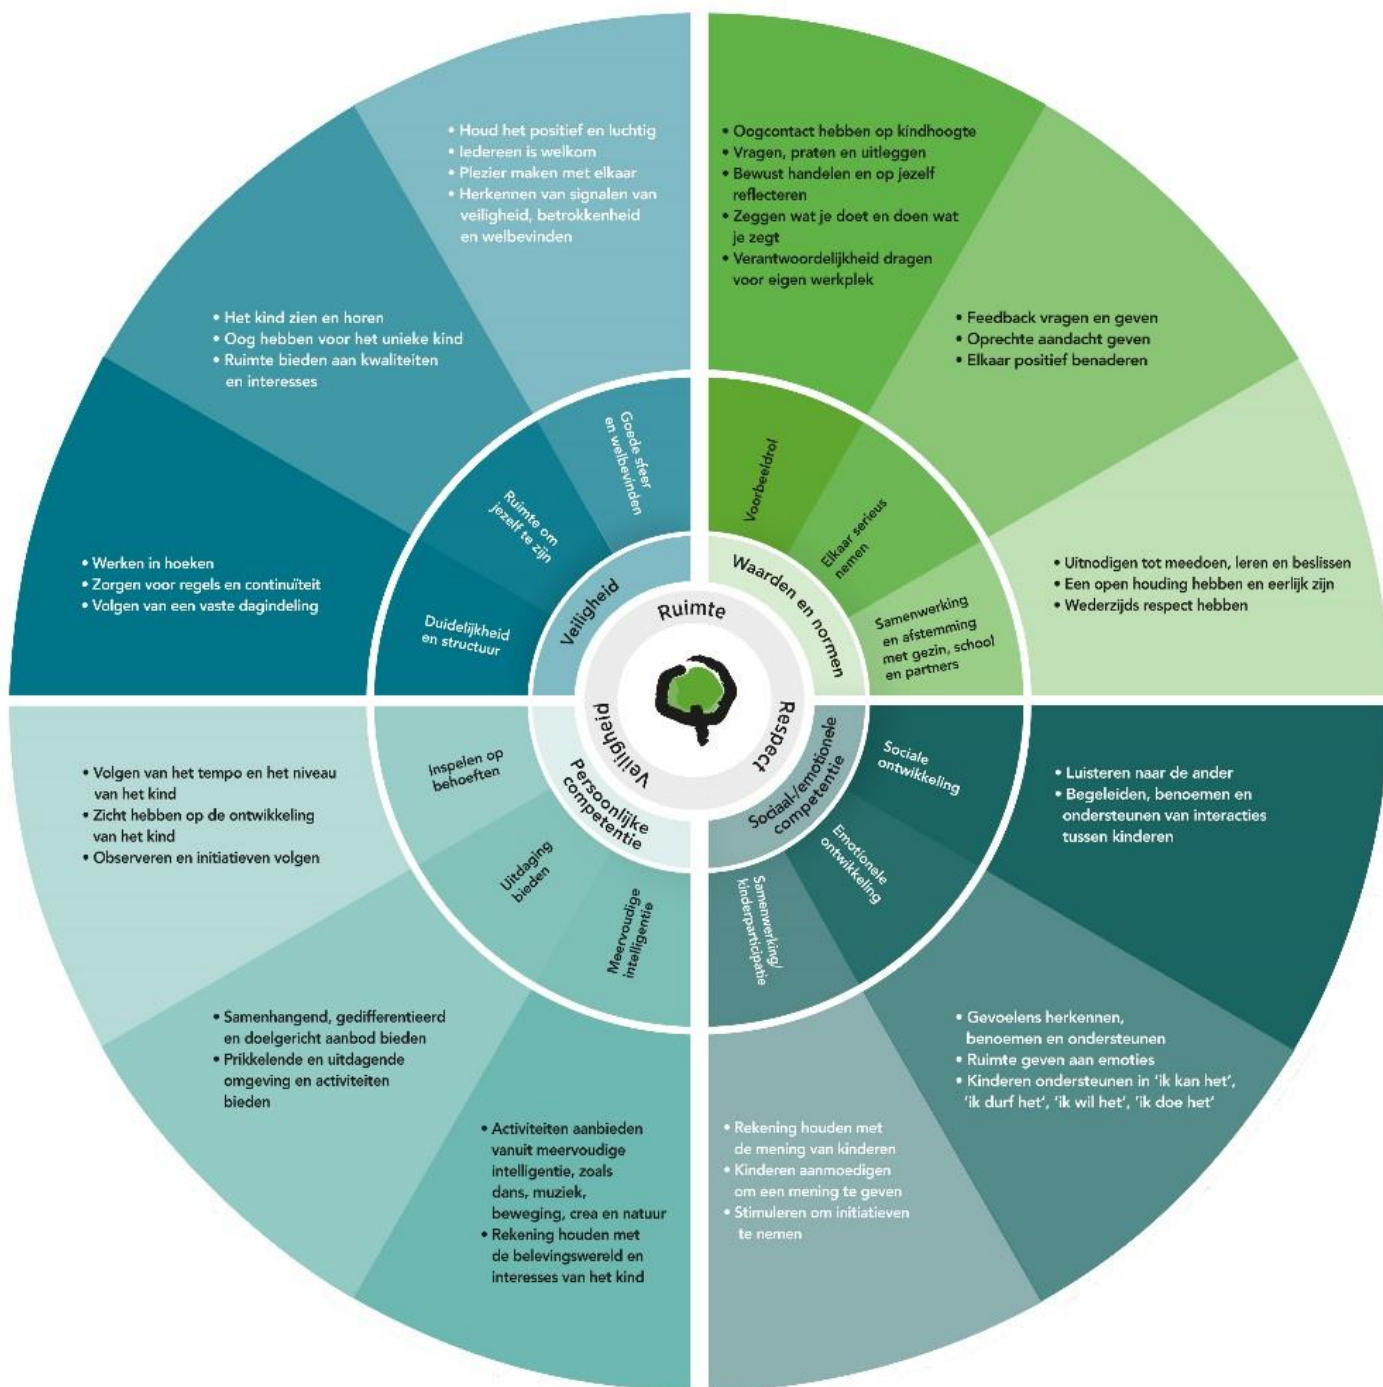 • Houd het positief en luchtig
• Iedereen is welkom
• Plezier maken met elkaar
• Herkennen van signalen van
veiligheid, betrokkenheid
en welbevinden
• Het kind zien en horen
• Oog hebben voor het unieke kind
• Ruimte bieden aan kwaliteiten
en interesses
• Werken in hoeken
• Zorgen voor regels en continuïteit
• Volgen van een vaste dagindeling
Goede sfeer
en welbevinden
Ruimte om
jezelf te zijn
Duidelijkheid
en structuur
Veiligheid
• Oogcontact hebben op kindhoogte
• Vragen, praten en uitleggen
• Bewust handelen en op jezelf
reflecteren
• Zeggen wat je doet en doen wat
je zegt
• Verantwoordelijkheid dragen
voor eigen werkplek
• Feedback vragen en geven
• Oprechte aandacht geven
• Elkaar positief benaderen
• Uitnodigen tot meedoen, leren en beslissen
• Een open houding hebben en eerlijk zijn
• Wederzijds respect hebben
Voorbeeldrol
Elkaar serieus
nemen
Samenwerking
en afstemming
met gezin, school
en partners
Waarden en normen
Ruimte
Respect
Veiligheid
• Volgen van het tempo en het niveau
van het kind
• Zicht hebben op de ontwikkeling
van het kind
• Observeren en initiatieven volgen
• Samenhangend, gedifferentieerd
en doelgericht aanbod bieden
• Prikkelende en uitdagende
omgeving en activiteiten
bieden
• Activiteiten aanbieden
vanuit meervoudige
intelligentie, zoals
dans, muziek,
beweging, crea en natuur
• Rekening houden met
de belevingswereld en
interesses van het kind
Inspelen op
behoeften
Uitdaging
bieden
Meervoudige
intelligentie
Persoonlijke
competentie
Sociaal-/emotionele
competentie
Sociale
ontwikkeling
Emotionele
ontwikkeling
Samenwerking/
kinderparticipatie
• Luisteren naar de ander
• Begeleiden, benoemen en
ondersteunen van interacties
tussen kinderen
• Gevoelens herkennen,
benoemen en ondersteunen
• Ruimte geven aan emoties
• Kinderen ondersteunen in ‘ik kan het’,
‘ik durf het’, ‘ik wil het’, ‘ik doe het’
• Rekening houden met
de mening van kinderen
• Kinderen aanmoedigen
om een mening te geven
• Stimuleren om initiatieven
te nemen